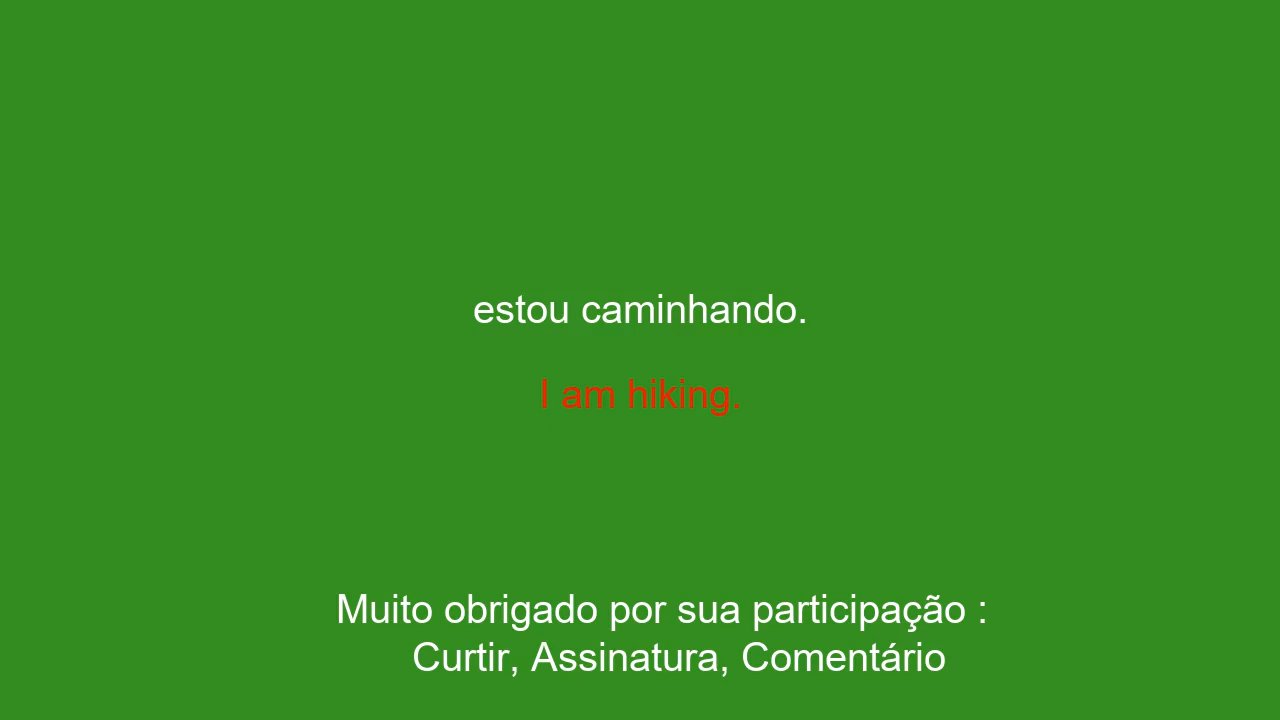 estou caminhando.
I am hiking.
Muito obrigado por sua participação :
Curtir, Assinatura, Comentário